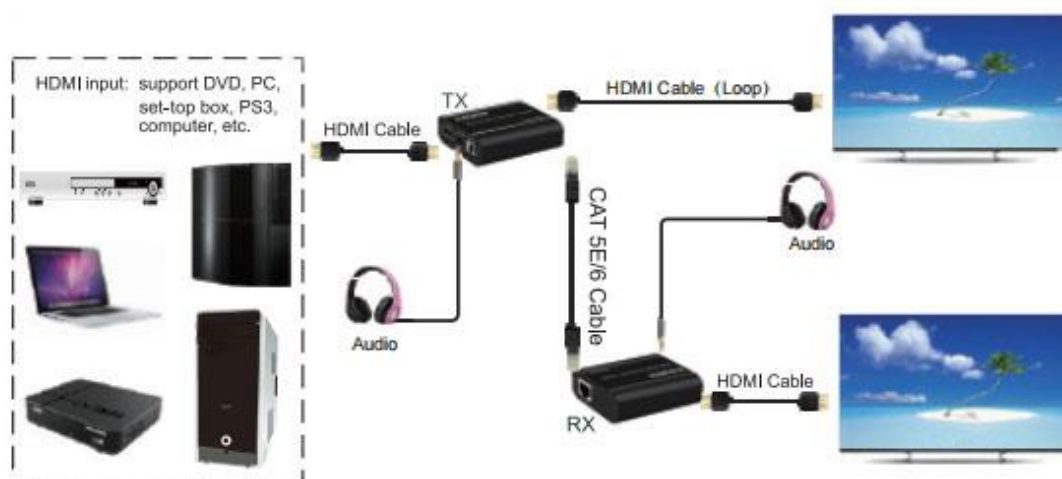 HDMI input: support DVD, PC,
set-top box, PS3,
computer, etc.
HDMI Cable
TX
HDMI Cable (Loop)
Audio
CAT 5E/6 Cable
Audio
RX
HDMI Cable